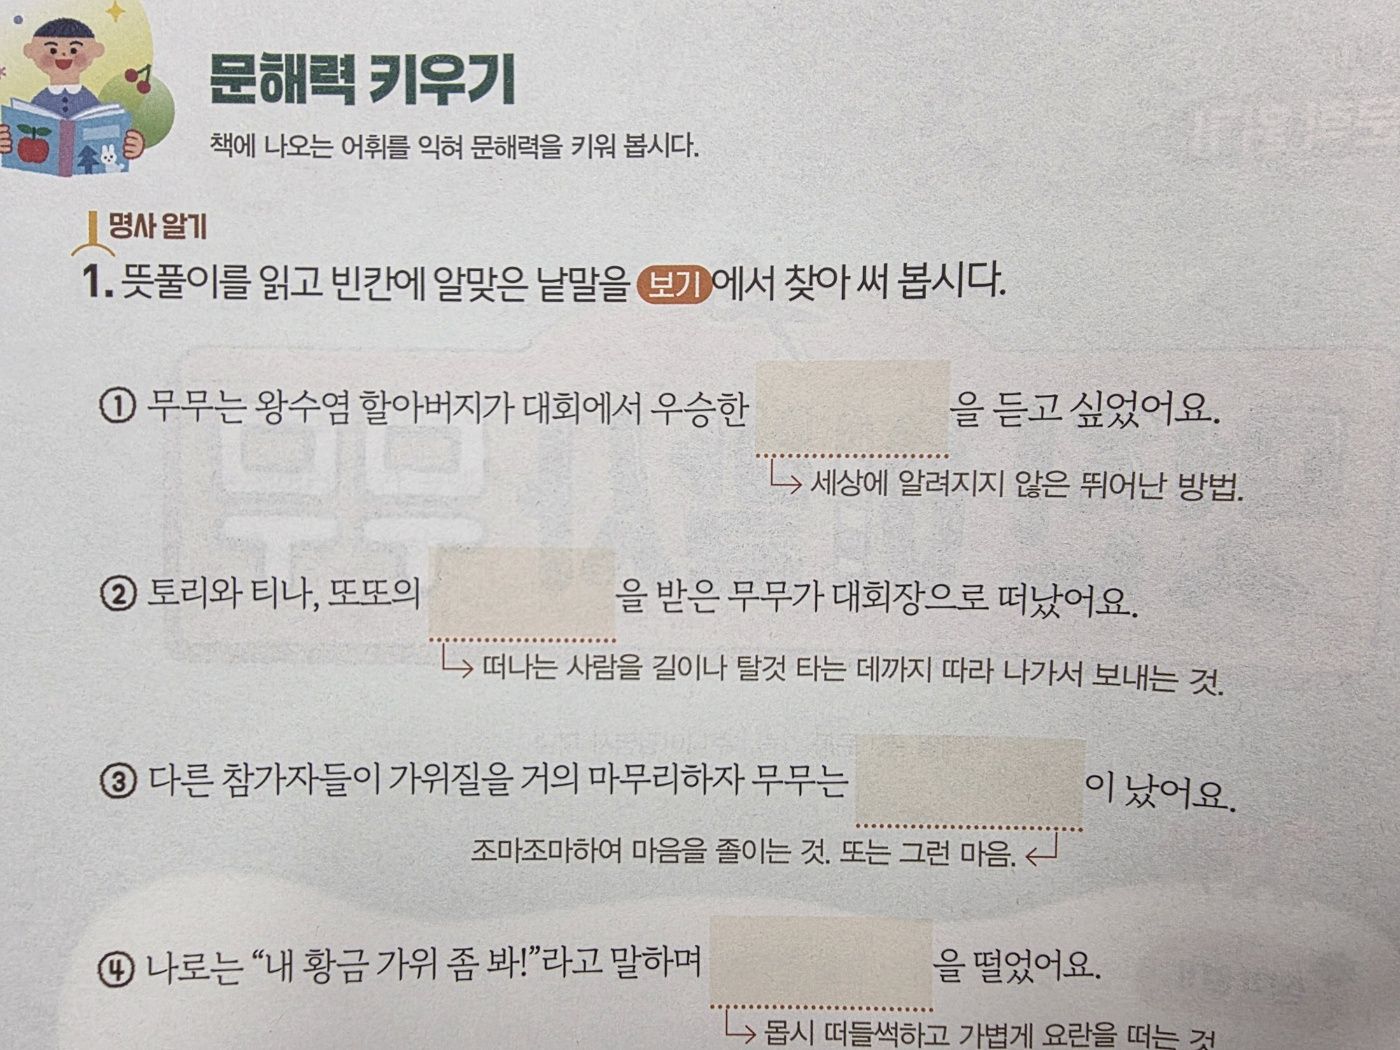 문해력 키우기
책에 나오는 어휘를 익혀 문해력을 키워 봅시다.
명사 알기
1. 뜻풀이를 읽고 빈칸에 알맞은 낱말을 보기에서 찾아 써 봅시다.
① 무무는 왕수염 할아버지가 대회에서 우승한 을 듣고 싶었어요.
세상에 알려지지 않은 뛰어난 방법.
② 토리와 티나, 또또의 을 받은 무무가 대회장으로 떠났어요.
떠나는 사람을 길이나 탈것 타는 데까지 따라 나가서 보내는 것.
③ 다른 참가자들이 가위질을 거의 마무리하자 무무는 이 났어요.
조마조마하여 마음을 졸이는 것. 또는 그런 마음.
④ 나로는 “내 황금 가위 좀 봐!”라고 말하며 을 떨었어요.
몹시 떠들썩하고 가볍게 요란을 떠는 것